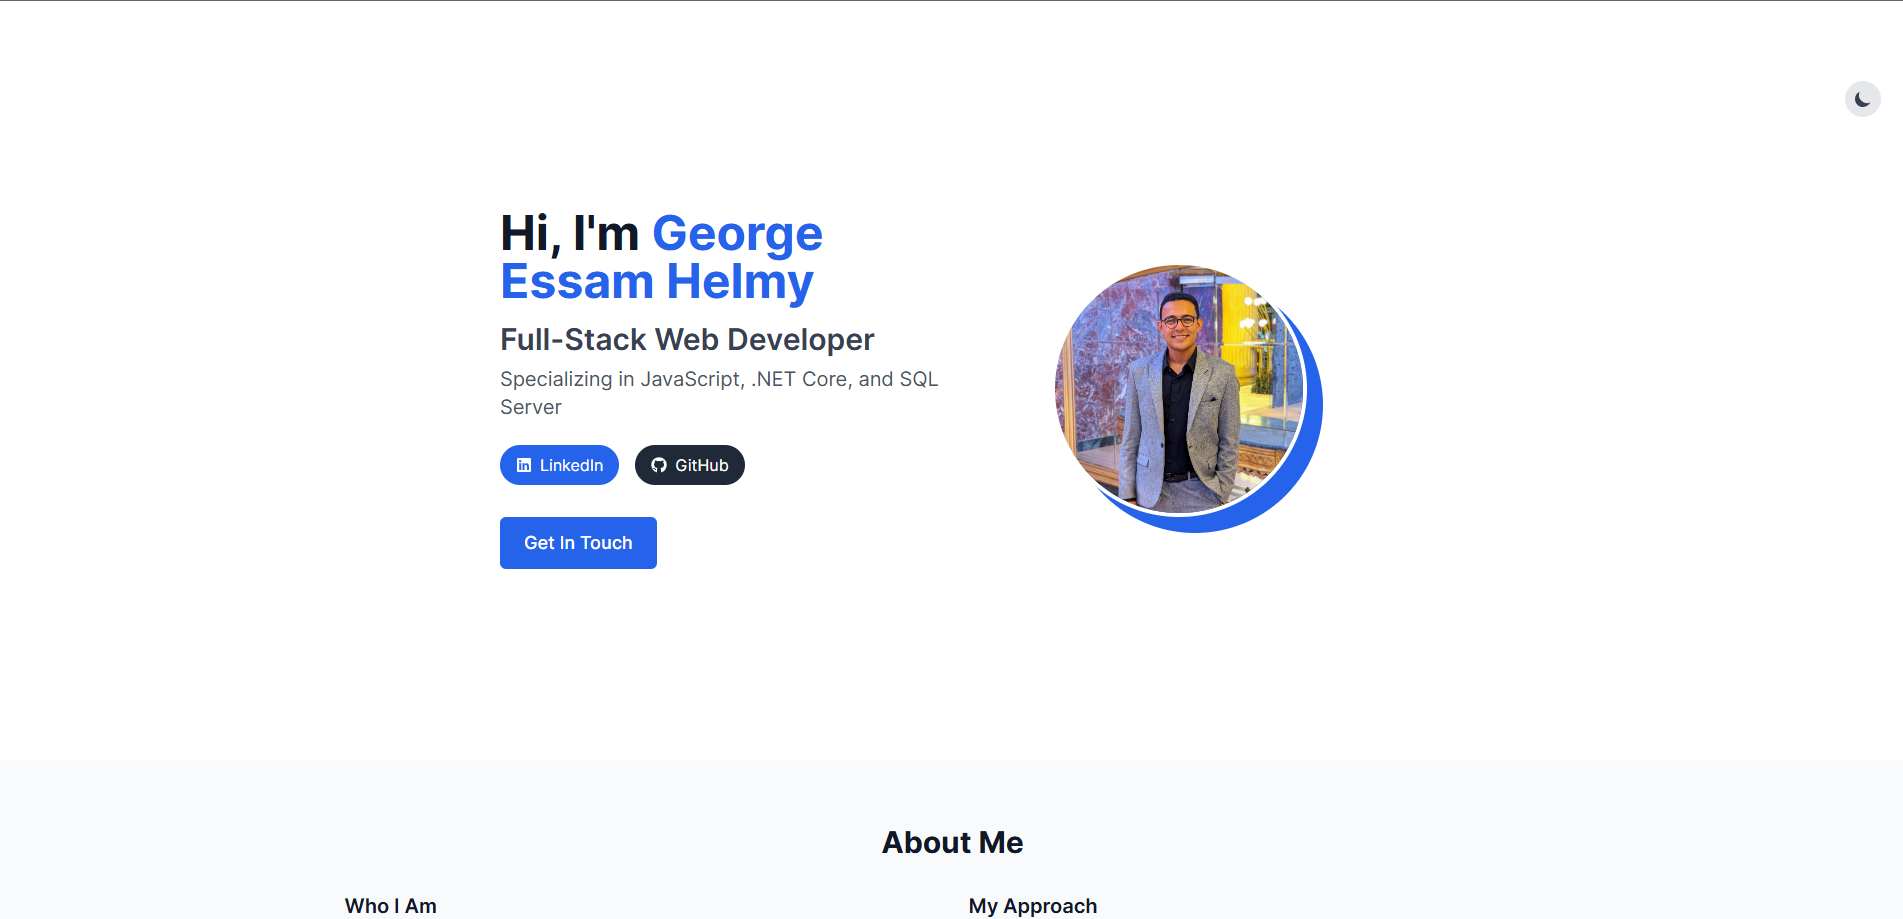 Hi, I'm George
Essam Helmy
Full-Stack Web Developer
Specializing in JavaScript, .NET Core, and SQL
Server
LinkedIn
GitHub
Get In Touch
About Me
Who I Am
My Approach